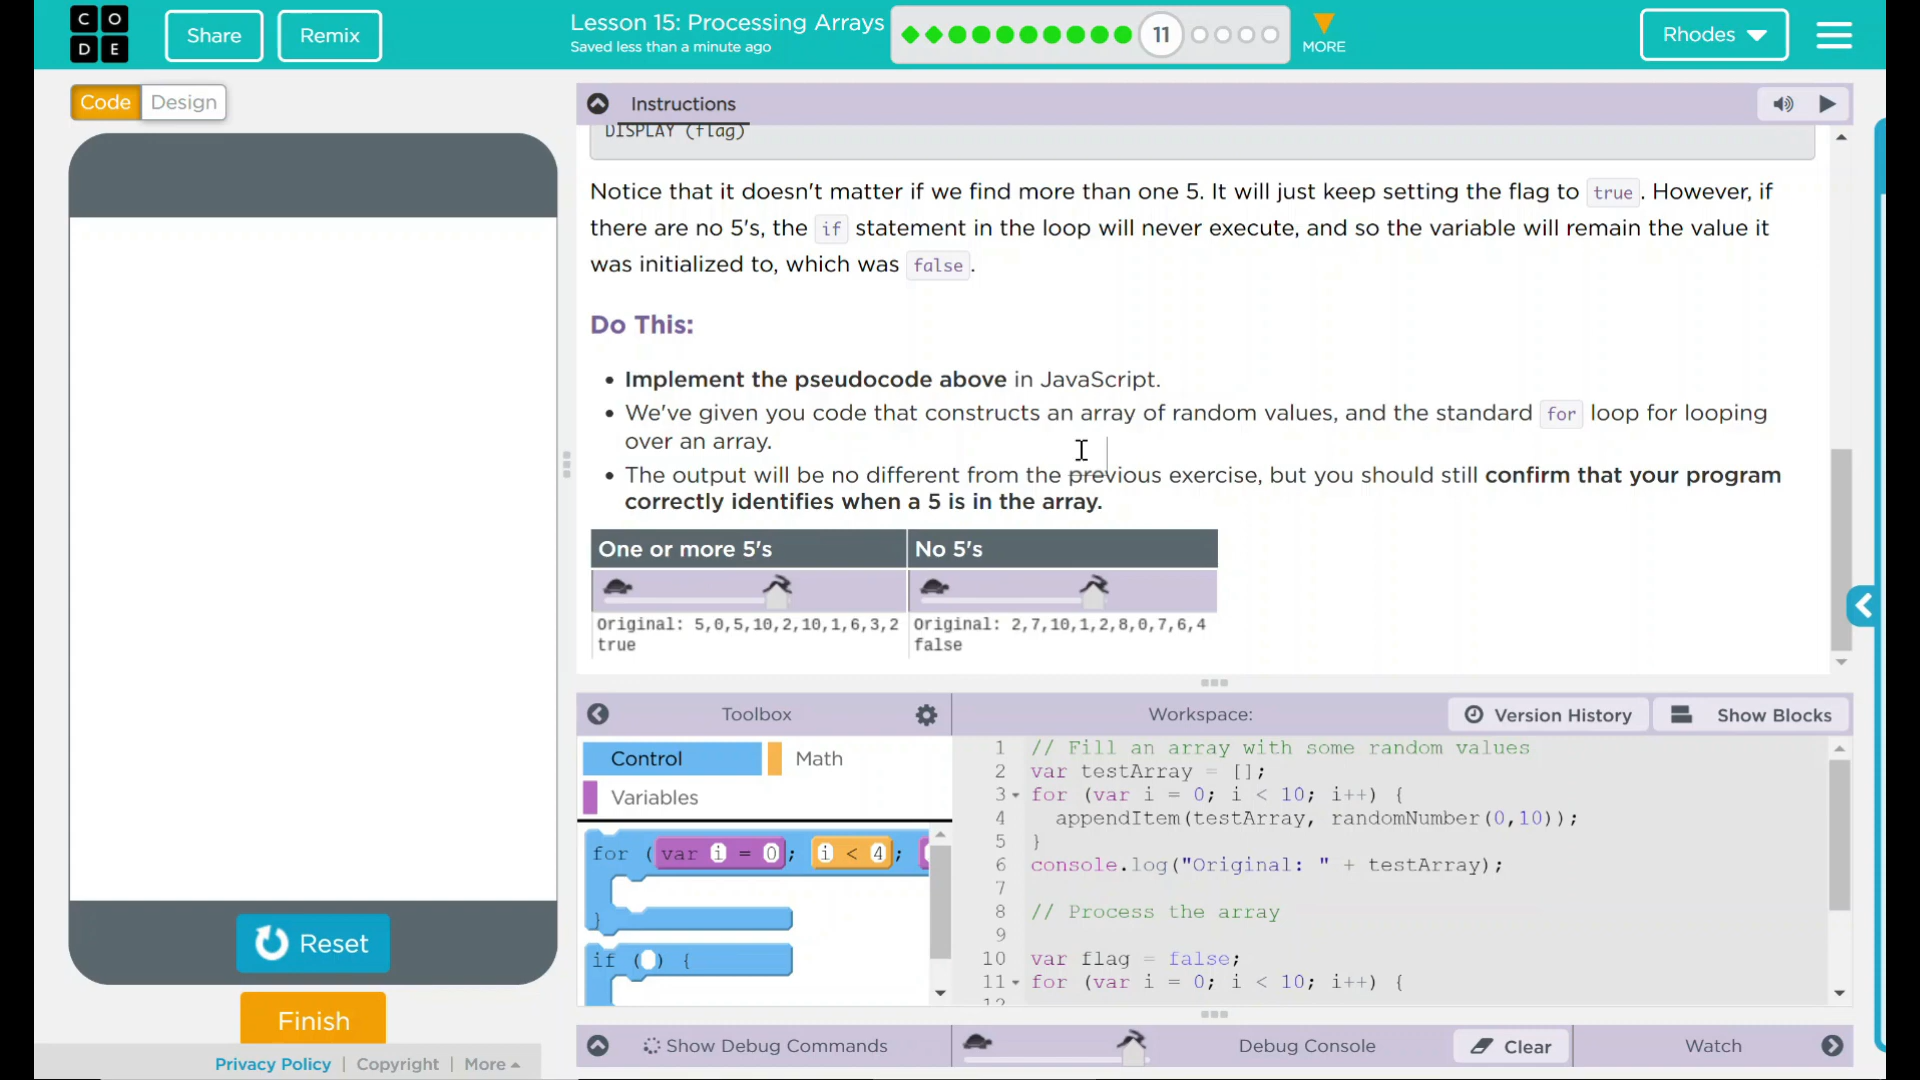 C O
D E
Share
Remix
Lesson 15: Processing Arrays
Saved less than a minute ago
11
MORE
Rhodes
Code
Design
Instructions
DISPLAY (flag)
Notice that it doesn't matter if we find more than one 5. It will just keep setting the flag to true. However, if
there are no 5's, the if statement in the loop will never execute, and so the variable will remain the value it
was initialized to, which was false.
Do This:
• Implement the pseudocode above in JavaScript.
• We've given you code that constructs an array of random values, and the standard for loop for looping
over an array.
• The output will be no different from the previous exercise, but you should still confirm that your program
correctly identifies when a 5 is in the array.
One or more 5's
No 5's
Original: 5,0,5,10,2,10,1,6,3,2
true
Original: 2,7,10,1,2,8,0,7,6,4
false
Toolbox
Workspace:
Version History
Show Blocks
Control
Math
Variables
for ( var i = 0 ; i < 4 ;
}
if ( ) {
1 // Fill an array with some random values
2 var testArray = [];
3 for (var i = 0; i < 10; i++) {
4 appendItem(testArray, randomNumber(0,10));
5 }
6 console.log("Original: " + testArray);
7
8 // Process the array
9
10 var flag = false;
11 for (var i = 0; i < 10; i++) {
12
Reset
Finish
Show Debug Commands
Debug Console
Clear
Watch
Privacy Policy | Copyright | More